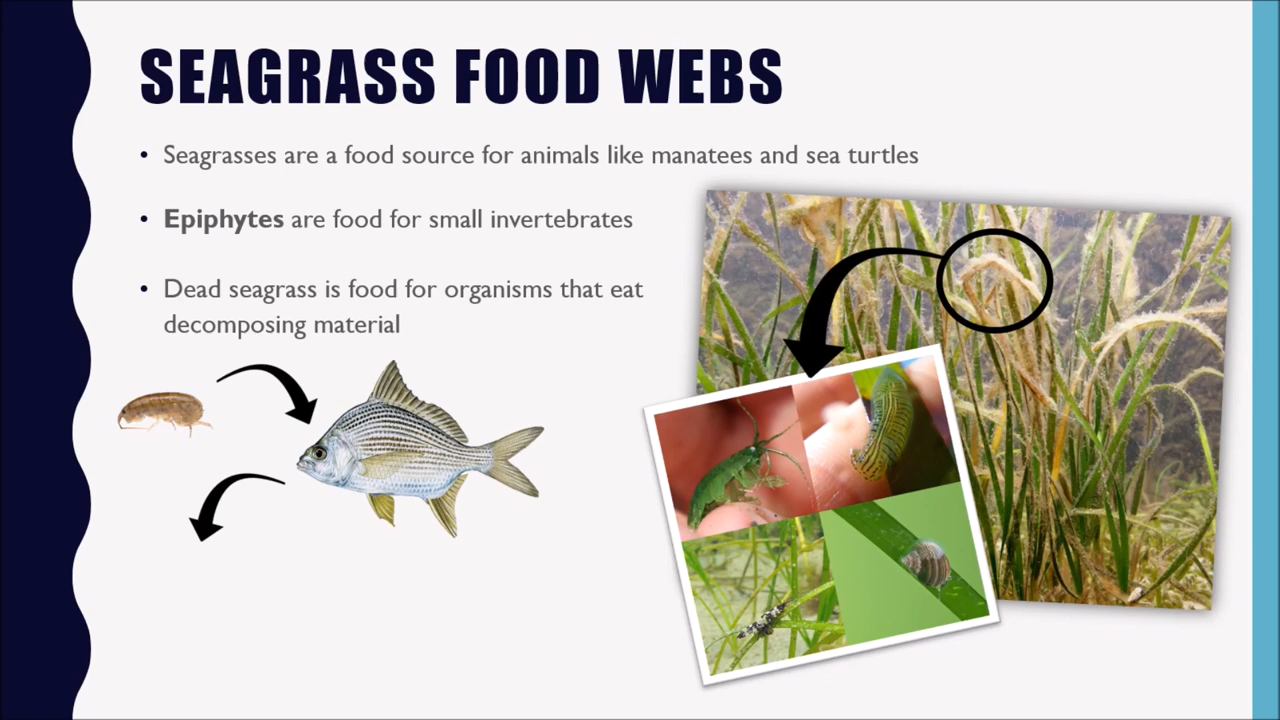 SEAGRASS FOOD WEBS
• Seagrasses are a food source for animals like manatees and sea turtles
• Epiphytes are food for small invertebrates
• Dead seagrass is food for organisms that eat
decomposing material